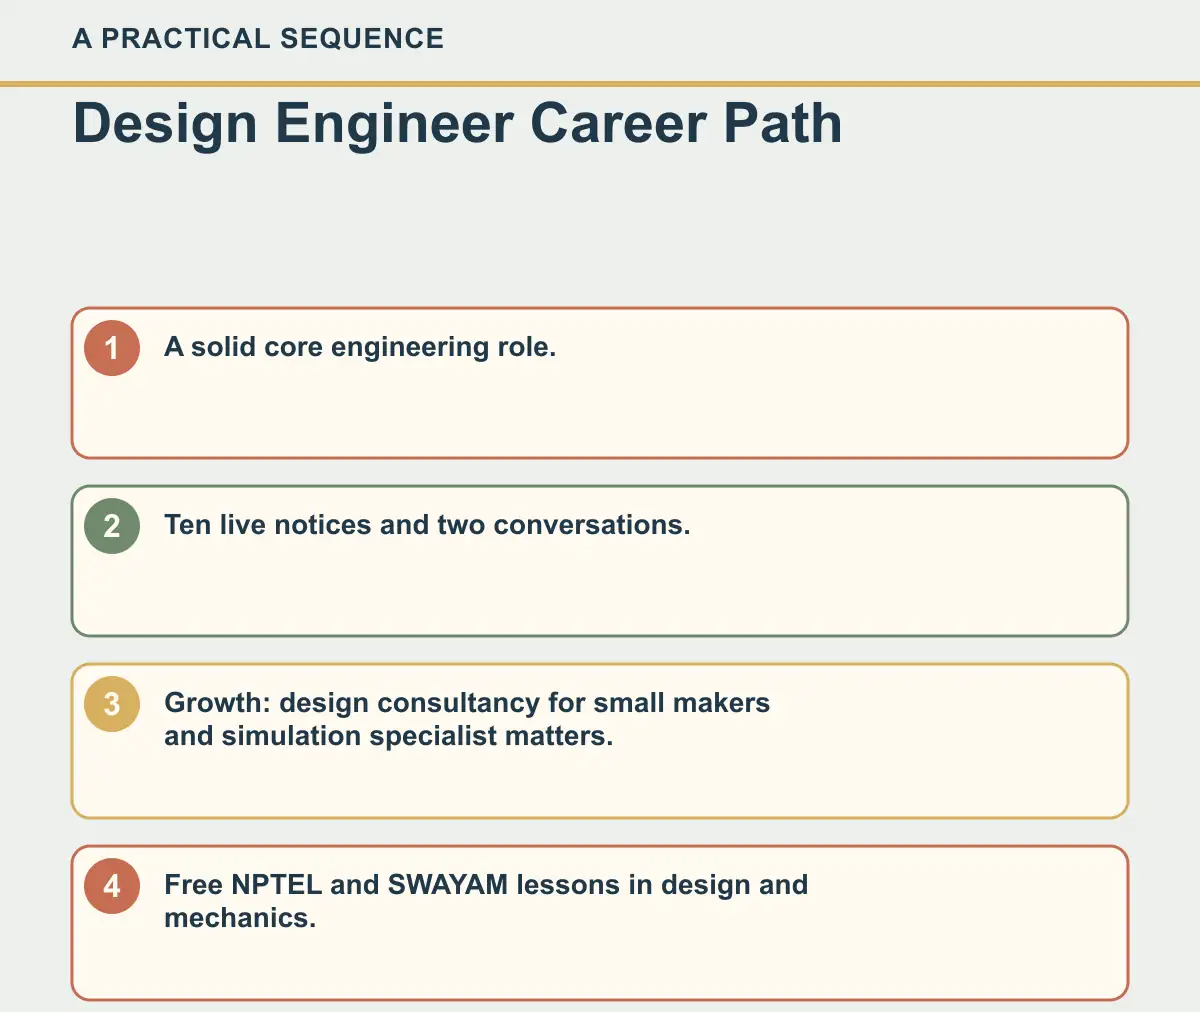 A PRACTICAL SEQUENCE
Design Engineer Career Path
1
A solid core engineering role.
2
Ten live notices and two conversations.
3
Growth: design consultancy for small makers
and simulation specialist matters.
4
Free NPTEL and SWAYAM lessons in design and
mechanics.